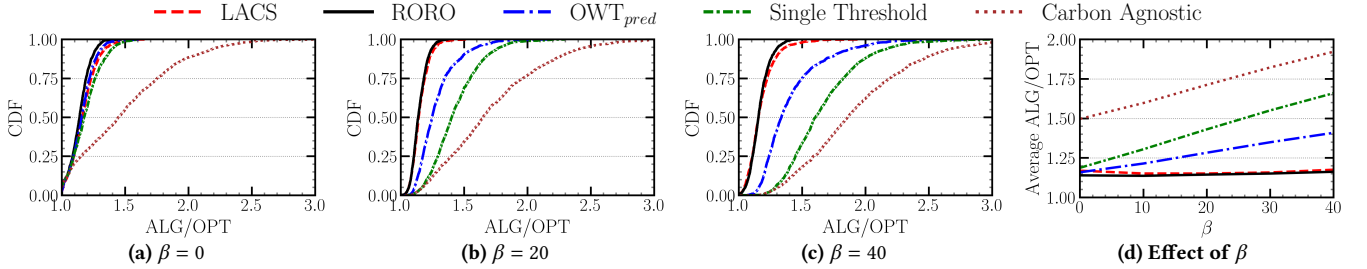 LACS RORO OWTpred Single Threshold Carbon Agnostic
CDF
1.00
0.75
0.50
0.25
0.00
1.0 1.5 2.0 2.5 3.0
ALG/OPT
(a) β = 0
CDF
1.00
0.75
0.50
0.25
0.00
1.0 1.5 2.0 2.5 3.0
ALG/OPT
(b) β = 20
CDF
1.00
0.75
0.50
0.25
0.00
1.0 1.5 2.0 2.5 3.0
ALG/OPT
(c) β = 40
Average ALG/OPT
2.00
1.75
1.50
1.25
1.00
0 10 20 30 40
β
(d) Effect of β